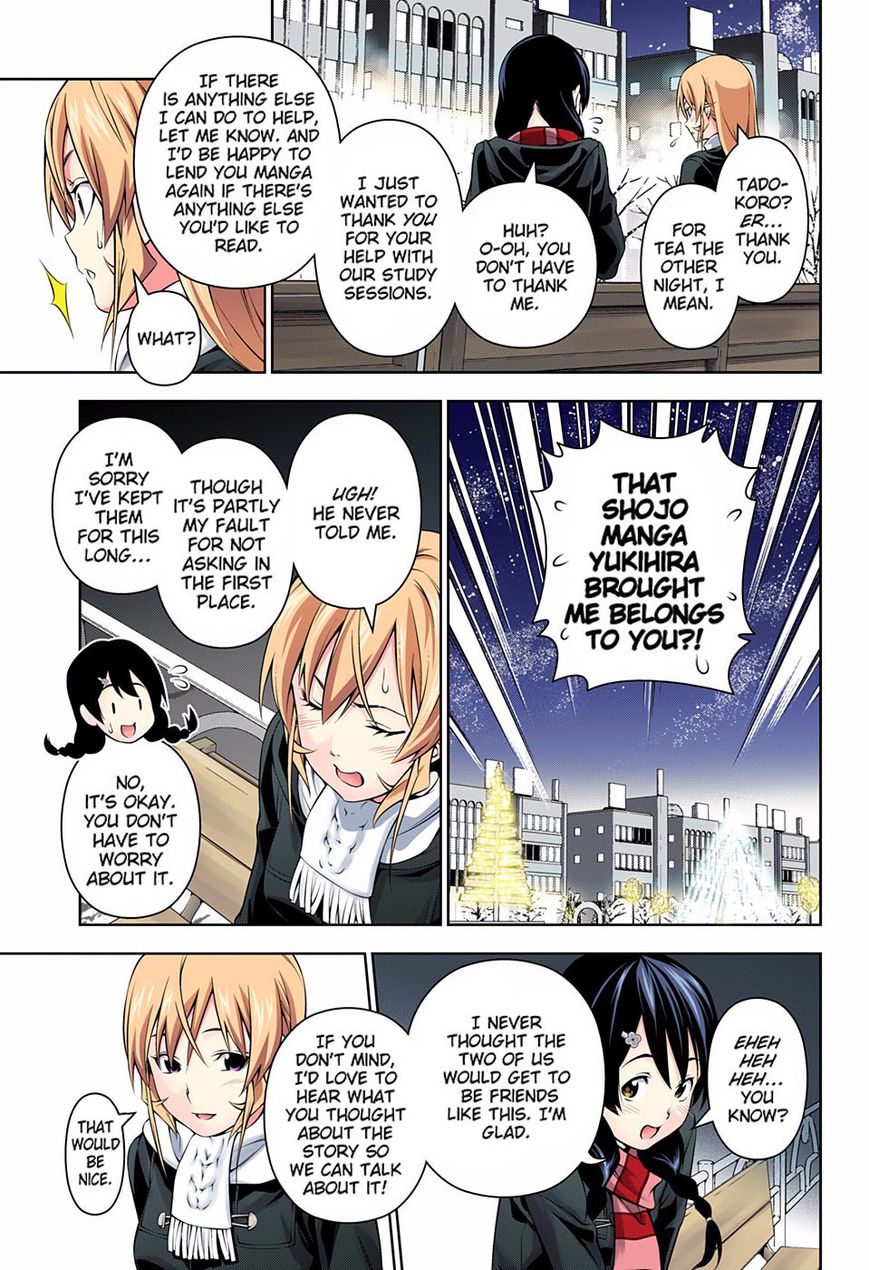 TADO-
KORO?
ER...
THANK
YOU.
FOR
TEA THE
OTHER
NIGHT, I
MEAN.
HUH?
O-OH, YOU
DON'T HAVE
TO THANK
ME.
I JUST
WANTED TO
THANK YOU
FOR YOUR
HELP WITH
OUR STUDY
SESSIONS.
IF THERE
IS ANYTHING ELSE
I CAN DO TO HELP,
LET ME KNOW. AND
I'D BE HAPPY TO
LEND YOU MANGA
AGAIN IF THERE'S
ANYTHING ELSE
YOU'D LIKE TO
READ.
WHAT?
THAT
SHOJO
MANGA
YUKIHIRA
BROUGHT
ME BELONGS
TO YOU?!
UGH!
HE NEVER
TOLD ME.
THOUGH
IT'S PARTLY
MY FAULT
FOR NOT
ASKING IN
THE FIRST
PLACE.
I'M
SORRY
I'VE KEPT
THEM
FOR THIS
LONG...
NO,
IT'S OKAY.
YOU DON'T
HAVE TO
WORRY
ABOUT IT.
EHEH
HEH
HEH...
YOU
KNOW?
I NEVER
THOUGHT THE
TWO OF US
WOULD GET
TO BE
FRIENDS
LIKE THIS. I'M
GLAD.
IF YOU
DON'T MIND,
I'D LOVE TO
HEAR WHAT
YOU THOUGHT
ABOUT THE
STORY SO
WE CAN TALK
ABOUT IT!
THAT
WOULD
BE
NICE.